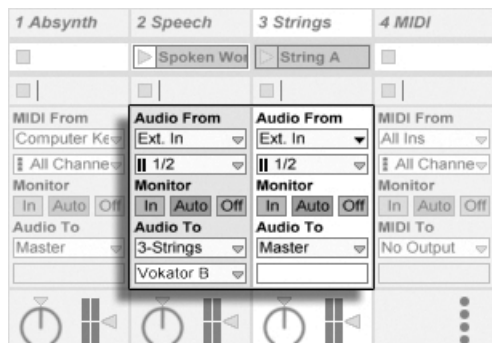 1 Absynth 2 Speech 3 Strings 4 MIDI
Spoken Wor String A
MIDI From Audio From Audio From MIDI From
Computer Ke Ext. In Ext. In All Ins
All Channe 1/2 1/2 All Channe
Monitor Monitor Monitor Monitor
In Auto Off In Auto Off In Auto Off In Auto Off
Audio To Audio To Audio To MIDI To
Master 3-Strings Master No Output
Vokator B